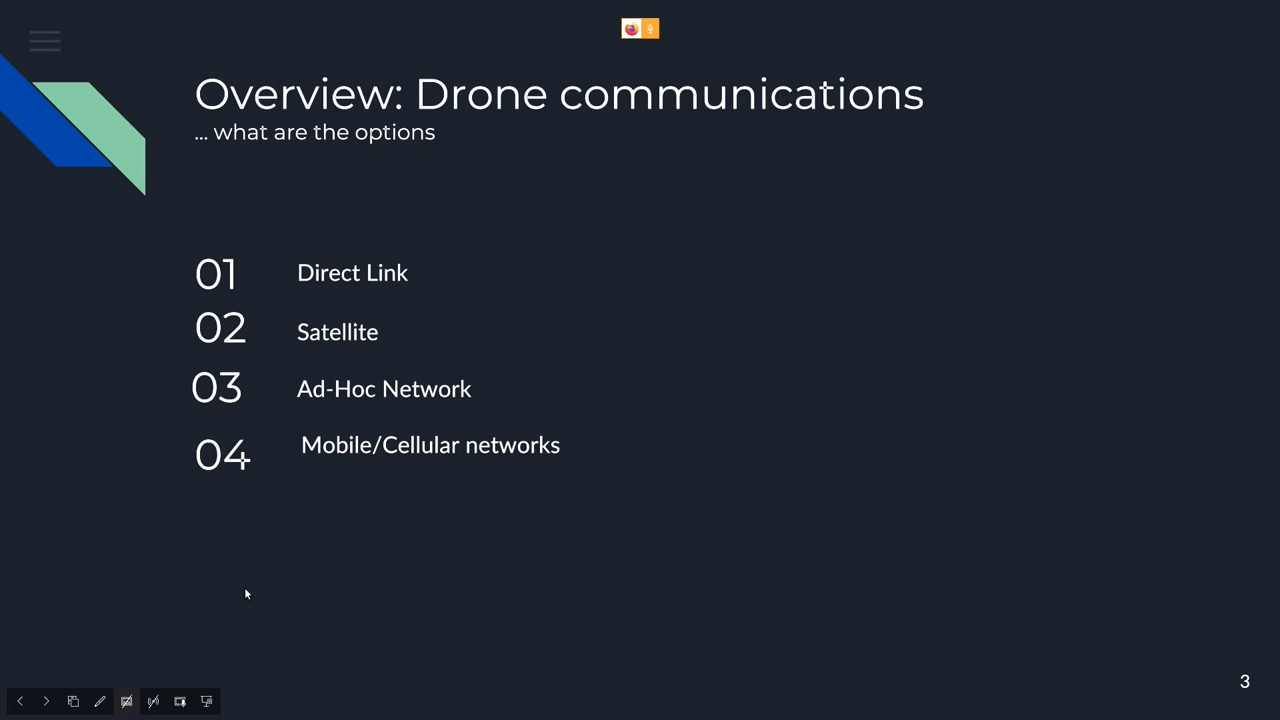 Overview: Drone communications
... what are the options
01 Direct Link
02 Satellite
03 Ad-Hoc Network
04 Mobile/Cellular networks
3